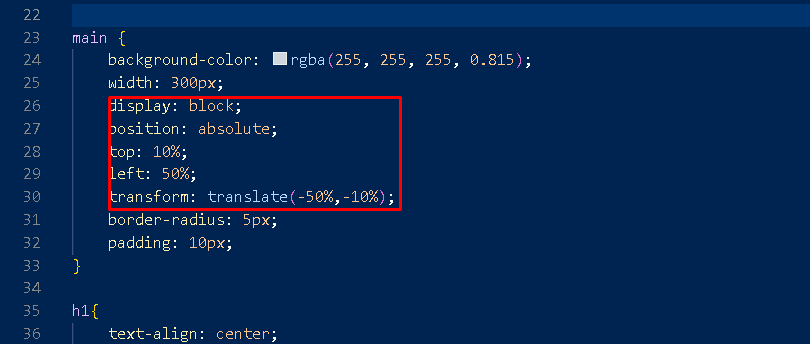 22
23 main {
24     background-color: rgba(255, 255, 255, 0.815);
25     width: 300px;
26     display: block;
27     position: absolute;
28     top: 10%;
29     left: 50%;
30     transform: translate(-50%,-10%);
31     border-radius: 5px;
32     padding: 10px;
33 }
34
35 h1{
36     text-align: center;